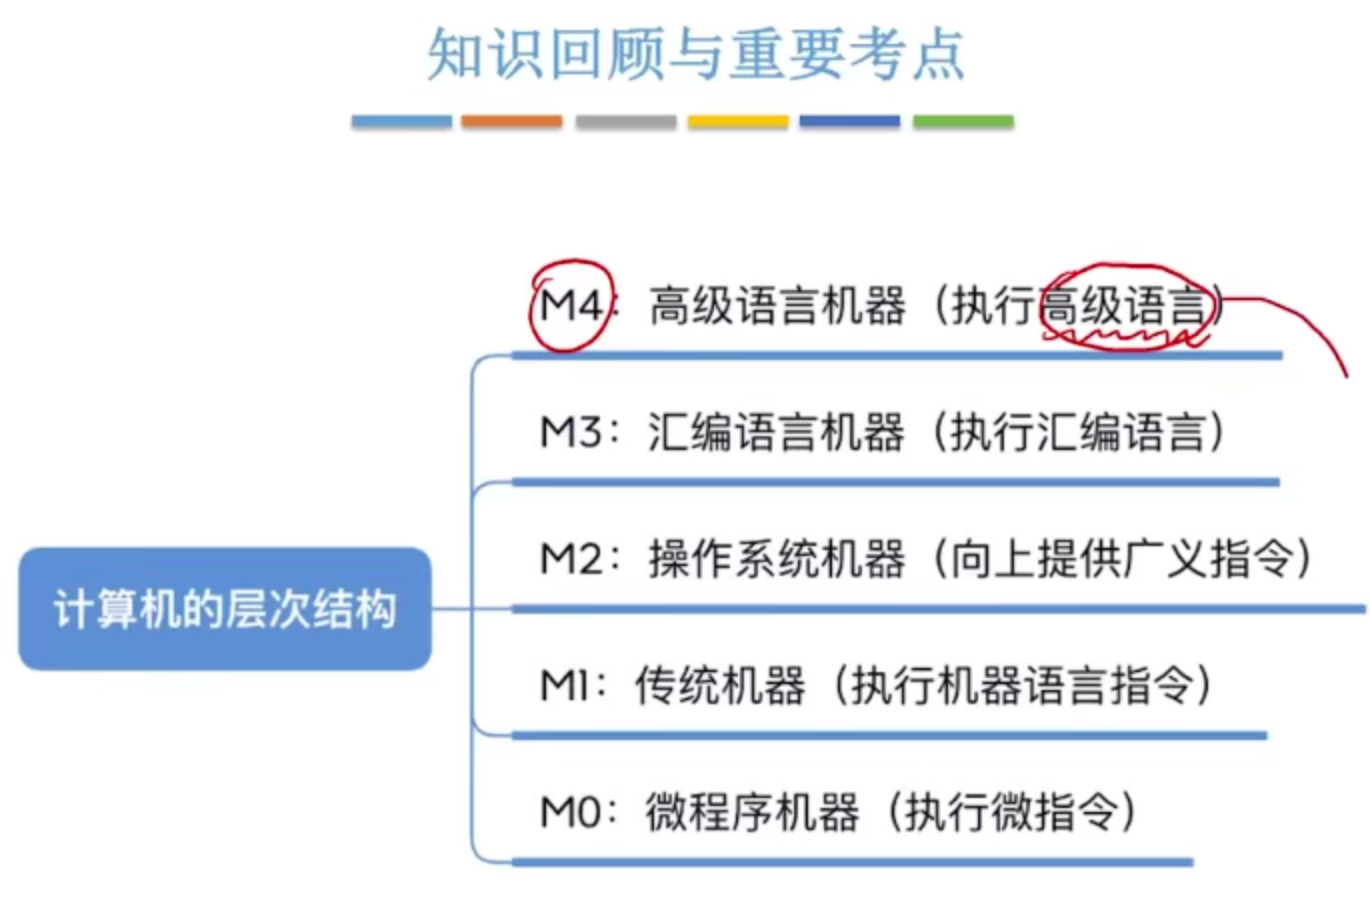 知识回顾与重要考点
M4：高级语言机器（执行高级语言）
M3：汇编语言机器（执行汇编语言）
M2：操作系统机器（向上提供广义指令）
计算机的层次结构
M1：传统机器（执行机器语言指令）
M0：微程序机器（执行微指令）